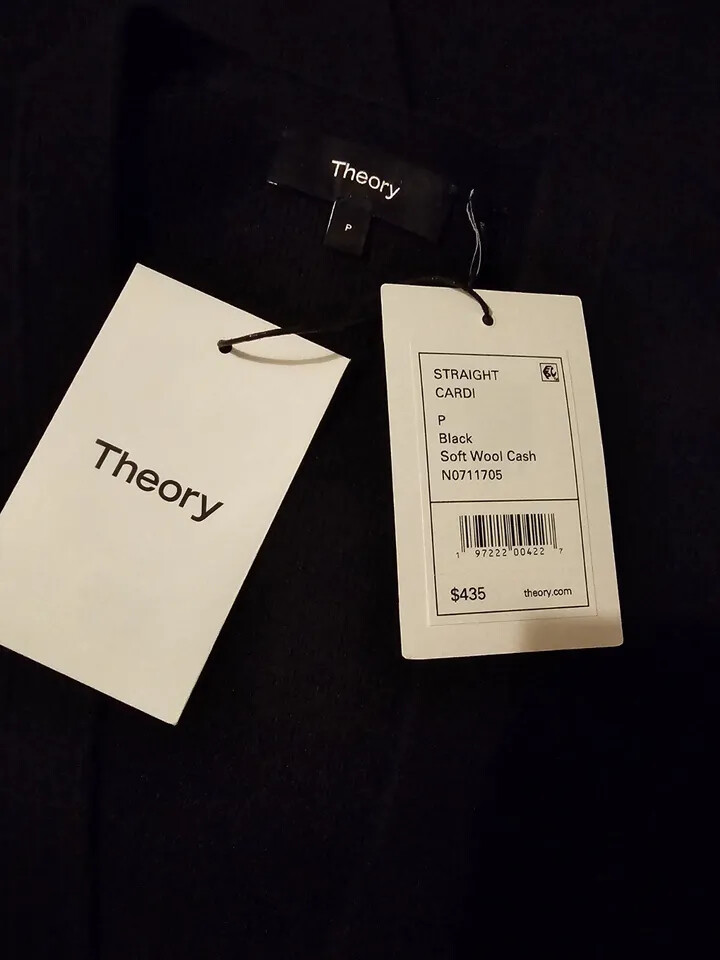 Theory
P
Theory
STRAIGHT
CARDI
P
Black
Soft Wool Cash
N0711705
1 97222 00422 7
$435 theory.com